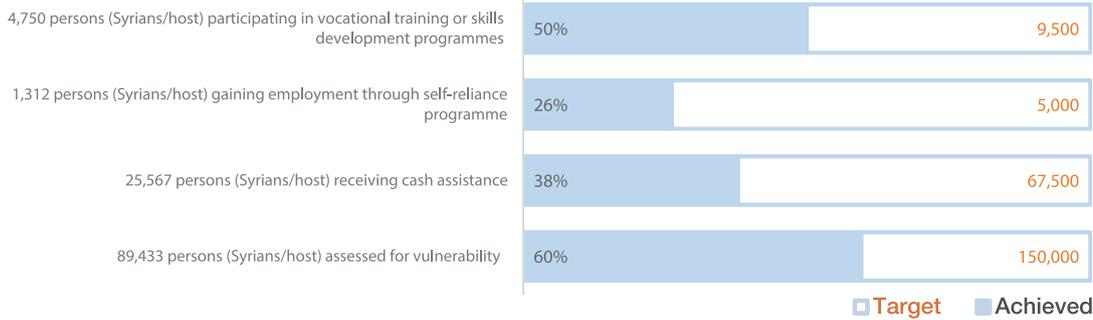 4,750 persons (Syrians/host) participating in vocational training or skills
development programmes
50%
9,500
1,312 persons (Syrians/host) gaining employment through self-reliance
programme
26%
5,000
25,567 persons (Syrians/host) receiving cash assistance
38%
67,500
89,433 persons (Syrians/host) assessed for vulnerability
60%
150,000
Target
Achieved